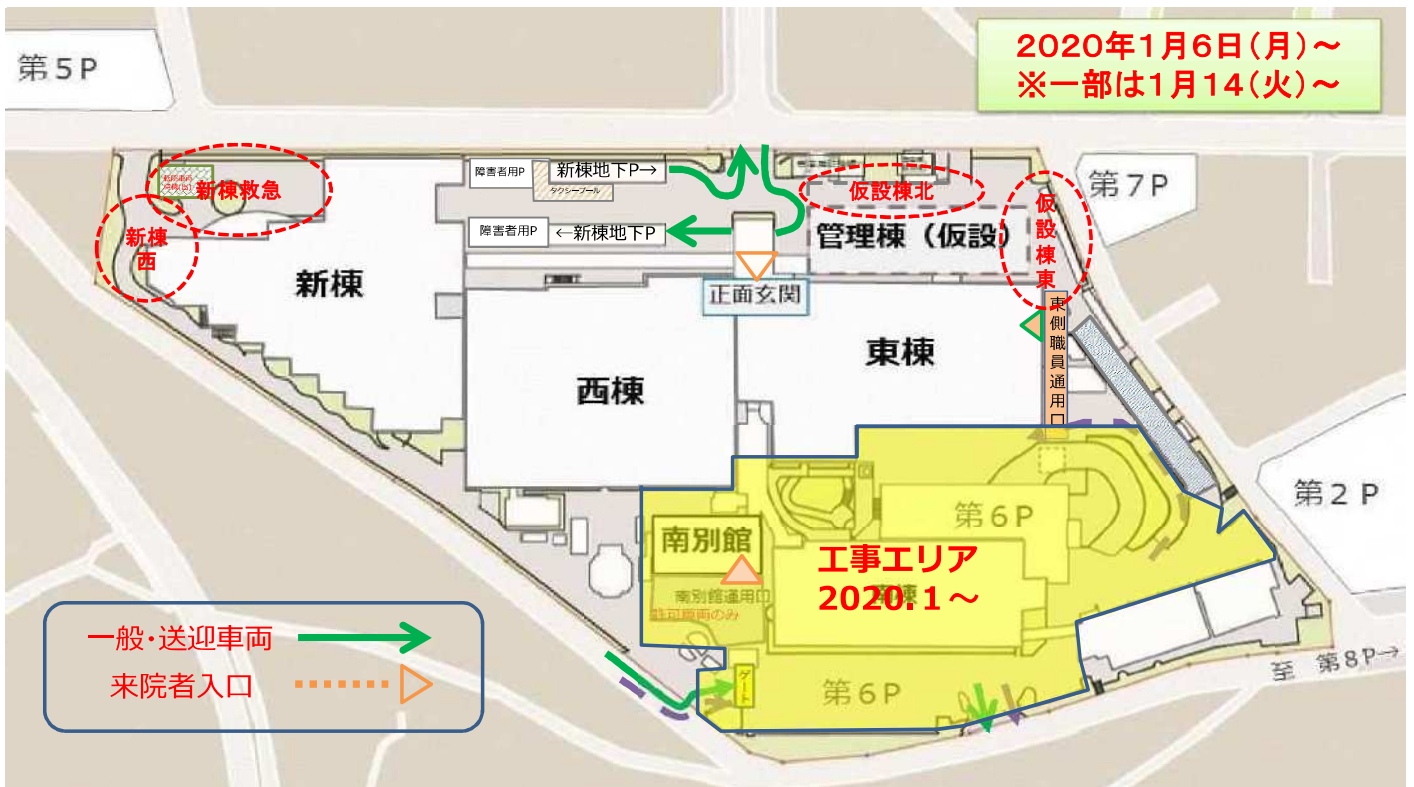 第5P
2020年1月6日(月)～
※一部は1月14(火)～
新棟救急
障害者用P
新棟地下P→
タクシープール
第7P
仮設棟北
仮設棟東
新棟
西
障害者用P
←新棟地下P
管理棟（仮設）
新棟
正面玄関
東側職員通用口
東棟
西棟
第2P
第6P
南別館
工事エリア
2020.1～
南別館運用口
許可車両のみ
一般・送迎車両
来院者入口
ゲート
第6P
至 第8P→